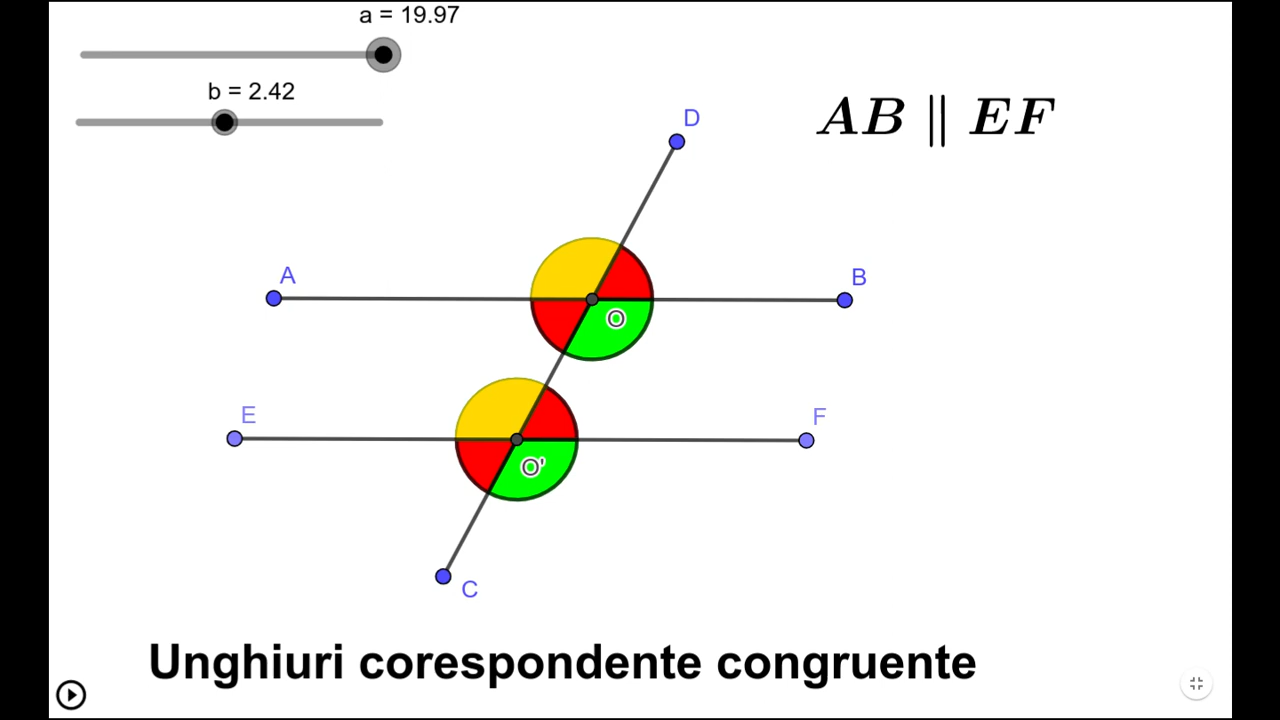 a = 19.97
b = 2.42
D
AB ∥ EF
A
B
O
E
F
O'
C
Unghiuri corespondente congruente